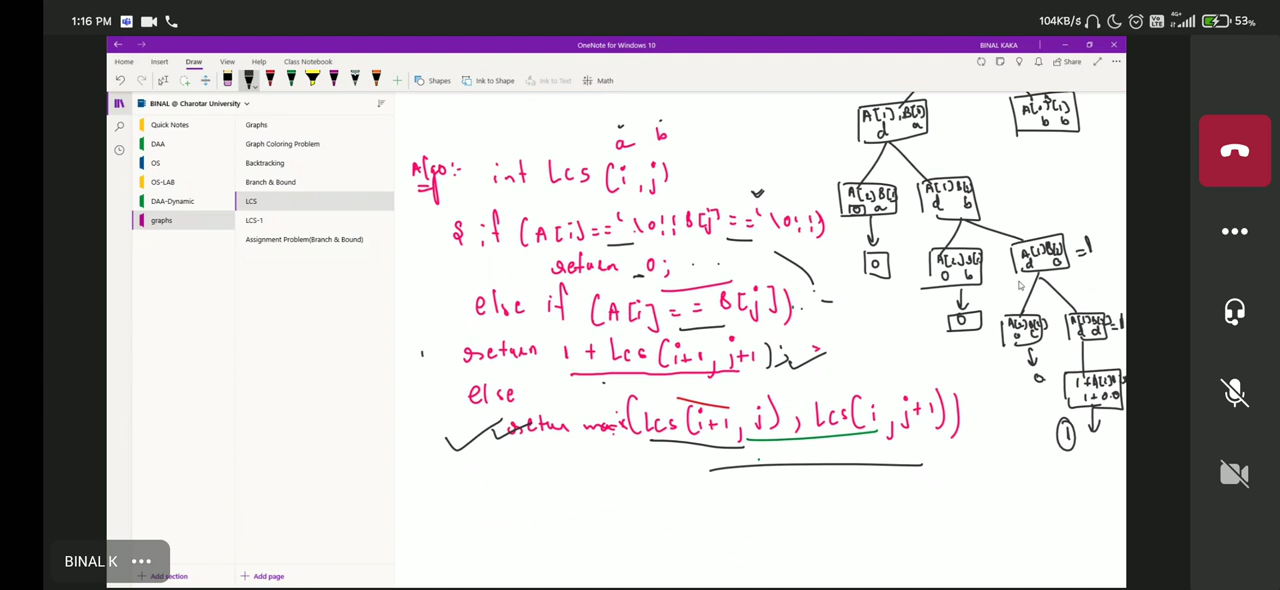 1:16 PM
104KB/s 4G+ 53%
OneNote for Windows 10
BINAL KAKA
Home Insert Draw View Help Class Notebook
Shapes Ink to Shape Ink to Text Math
Share
BINAL @ Charotar University
Quick Notes
DAA
OS
OS-LAB
DAA-Dynamic
graphs
Graphs
Graph Coloring Problem
Backtracking
Branch & Bound
LCS
LCS-1
Assignment Problem(Branch & Bound)
Add section
Add page
a b
Algo:- int Lcs (i, j)
if (A[i]=='\0' || B[j]=='\0')
return 0;
else if (A[i] == B[j])
return 1 + Lcs(i+1, j+1);
else
return max(Lcs(i+1, j), Lcs(i, j+1))
A[i], B[j]
d a
b b
A[i] B[j]
d b
0
0 b
0
A[i] B[j] =1
0
1
BINAL K